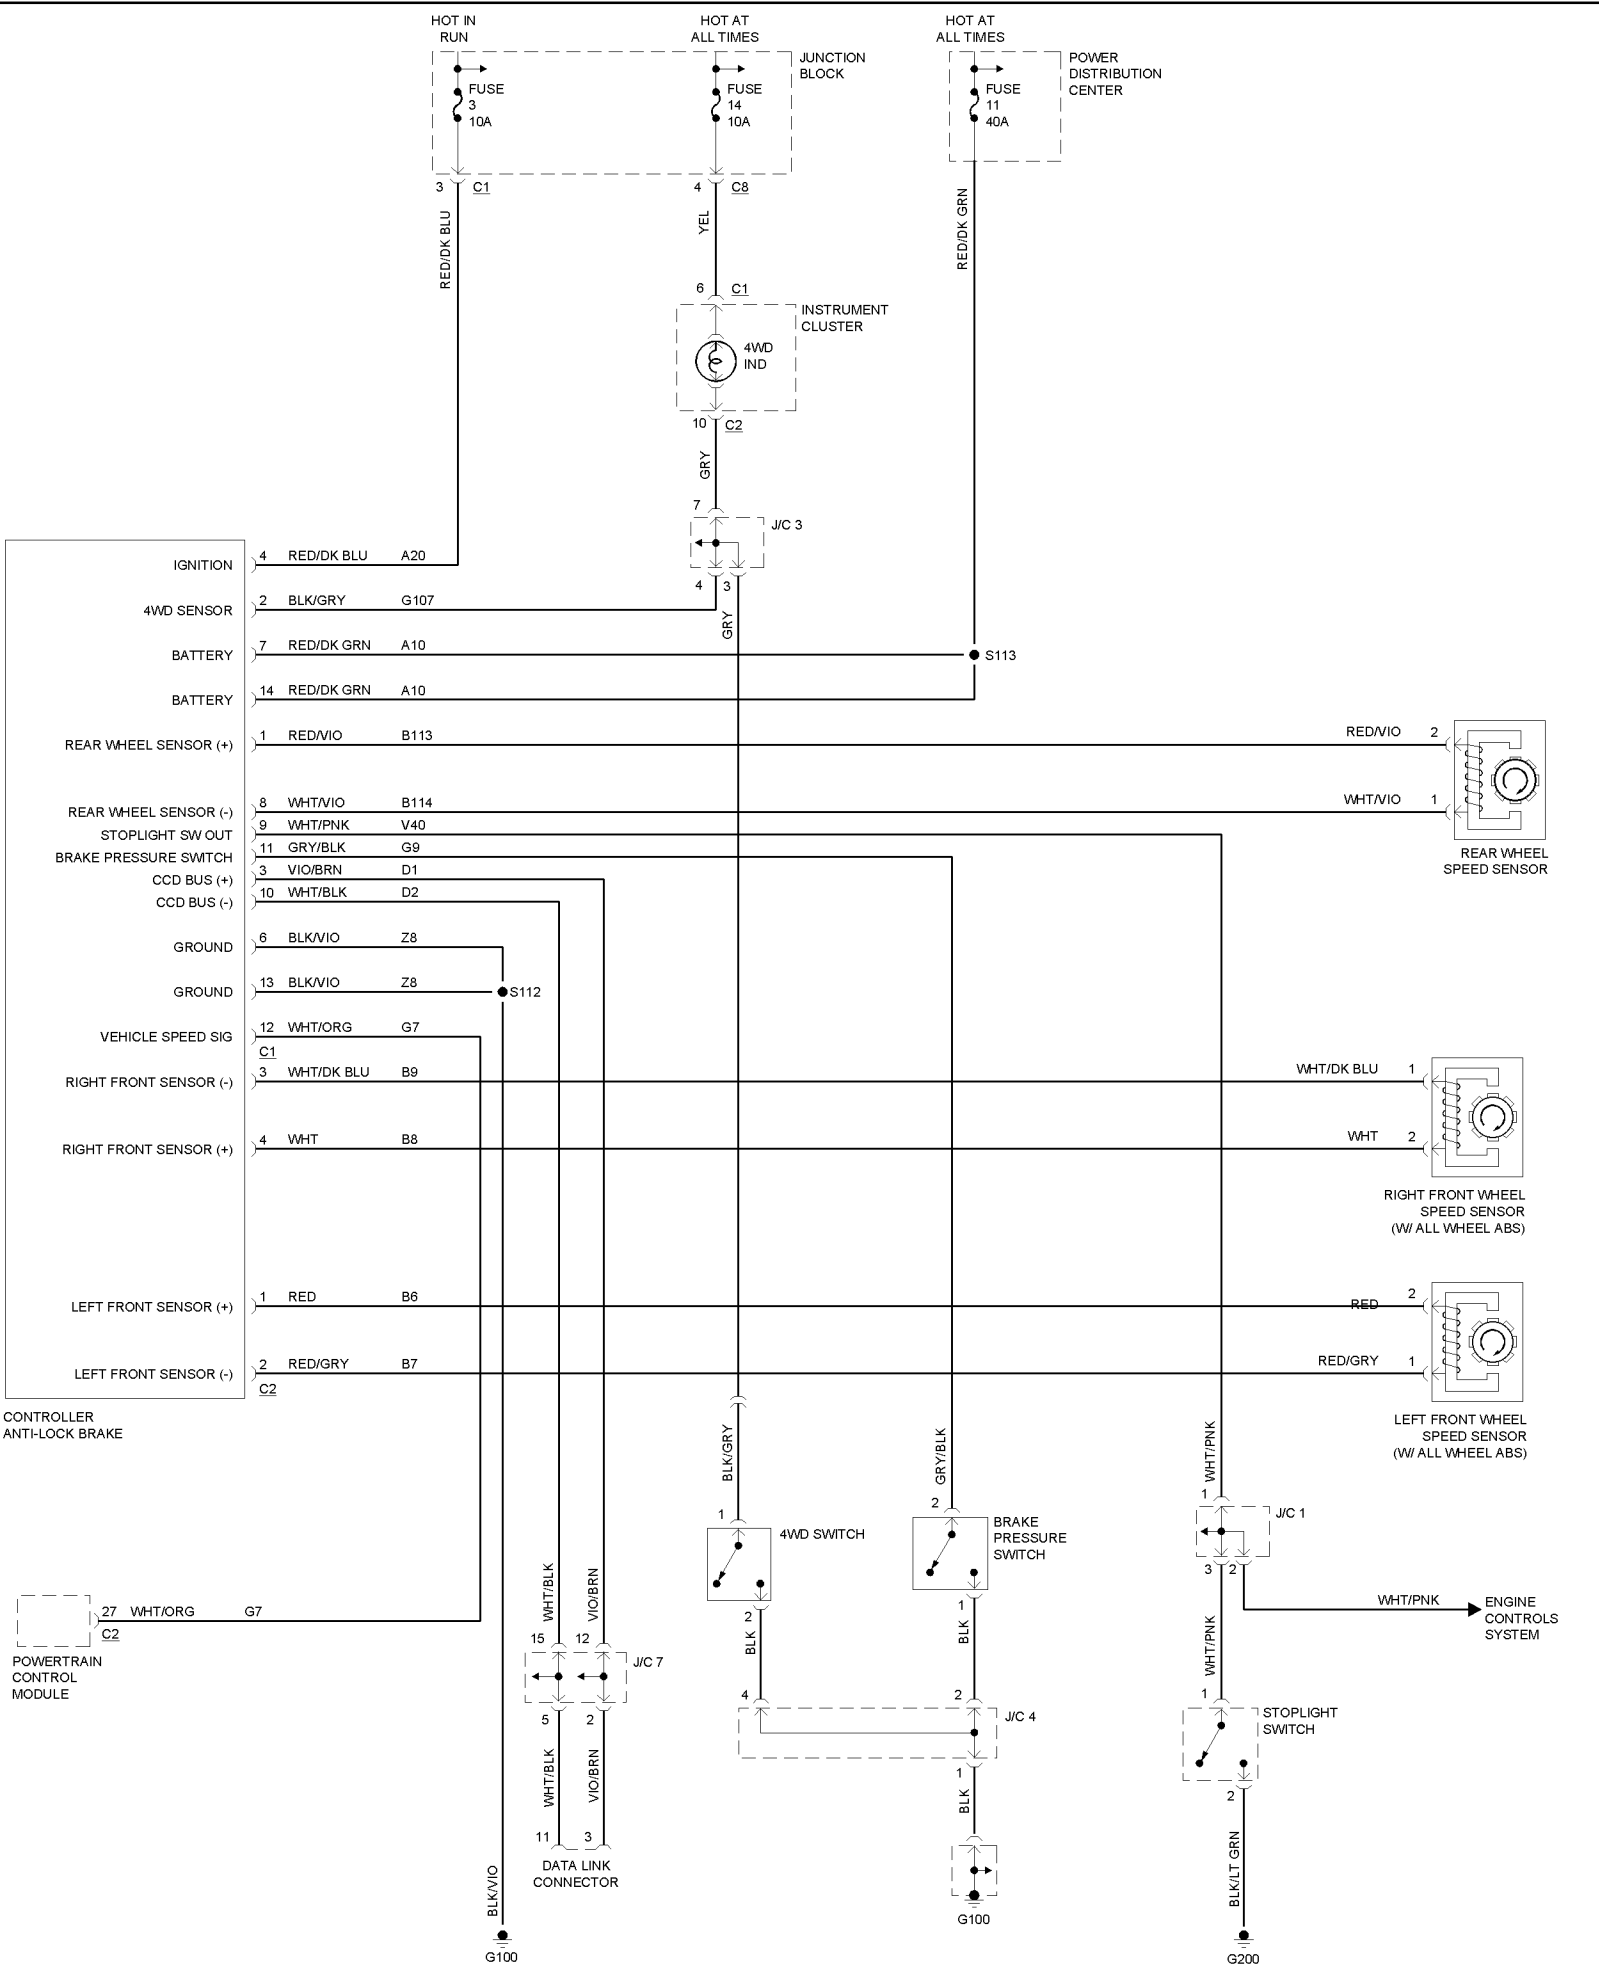 HOT IN
RUN
HOT AT
ALL TIMES
HOT AT
ALL TIMES
JUNCTION
BLOCK
POWER
DISTRIBUTION
CENTER
FUSE
3
10A
FUSE
14
10A
FUSE
11
40A
3 C1
4 C8
RED/DK BLU
YEL
RED/DK GRN
6 C1
INSTRUMENT
CLUSTER
4WD
IND
10 C2
GRY
7
J/C 3
4 3
GRY
IGNITION 4 RED/DK BLU A20
4WD SENSOR 2 BLK/GRY G107
BATTERY 7 RED/DK GRN A10
S113
BATTERY 14 RED/DK GRN A10
REAR WHEEL SENSOR (+) 1 RED/VIO B113
RED/VIO 2
REAR WHEEL SENSOR (-) 8 WHT/VIO B114
WHT/VIO 1
REAR WHEEL
SPEED SENSOR
STOPLIGHT SW OUT 9 WHT/PNK V40
BRAKE PRESSURE SWITCH 11 GRY/BLK G9
CCD BUS (+) 3 VIO/BRN D1
CCD BUS (-) 10 WHT/BLK D2
GROUND 6 BLK/VIO Z8
GROUND 13 BLK/VIO Z8
S112
VEHICLE SPEED SIG 12 WHT/ORG G7
C1
RIGHT FRONT SENSOR (-) 3 WHT/DK BLU B9
WHT/DK BLU 1
RIGHT FRONT SENSOR (+) 4 WHT B8
WHT 2
RIGHT FRONT WHEEL
SPEED SENSOR
(W/ ALL WHEEL ABS)
LEFT FRONT SENSOR (+) 1 RED B6
RED 2
LEFT FRONT SENSOR (-) 2 RED/GRY B7
C2
RED/GRY 1
LEFT FRONT WHEEL
SPEED SENSOR
(W/ ALL WHEEL ABS)
CONTROLLER
ANTI-LOCK BRAKE
BLK/GRY
GRY/BLK
WHT/PNK
1
4WD SWITCH
2
BRAKE
PRESSURE
SWITCH
1
J/C 1
3 2
WHT/PNK
ENGINE
CONTROLS
SYSTEM
WHT/PNK
2
BLK
1
BLK
WHT/BLK
VIO/BRN
27 WHT/ORG G7
C2
POWERTRAIN
CONTROL
MODULE
15 12
J/C 7
5 2
WHT/BLK
VIO/BRN
11 3
DATA LINK
CONNECTOR
4 2
J/C 4
1
BLK
G100
1
STOPLIGHT
SWITCH
2
BLK/LT GRN
G200
BLK/VIO
G100